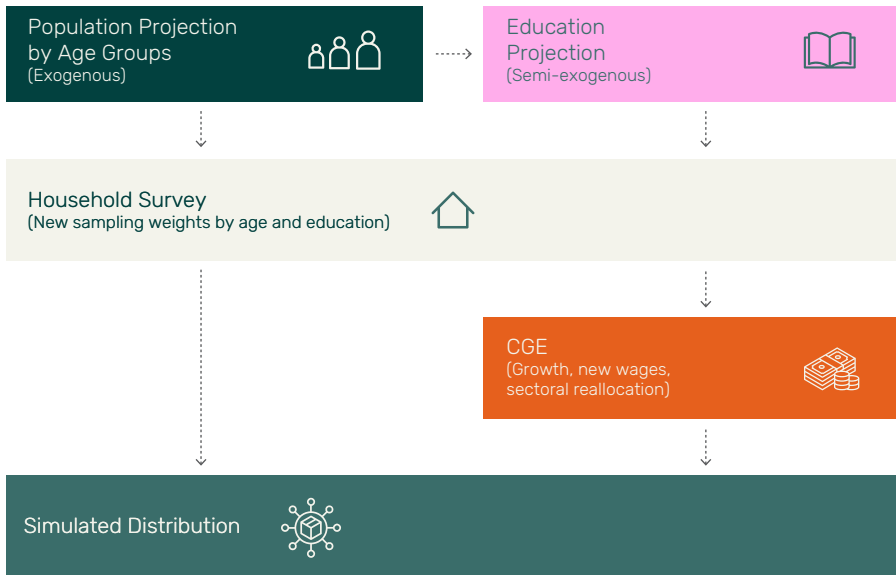 Population Projection
by Age Groups
(Exogenous)
Education
Projection
(Semi-exogenous)
Household Survey
(New sampling weights by age and education)
CGE
(Growth, new wages,
sectoral reallocation)
Simulated Distribution